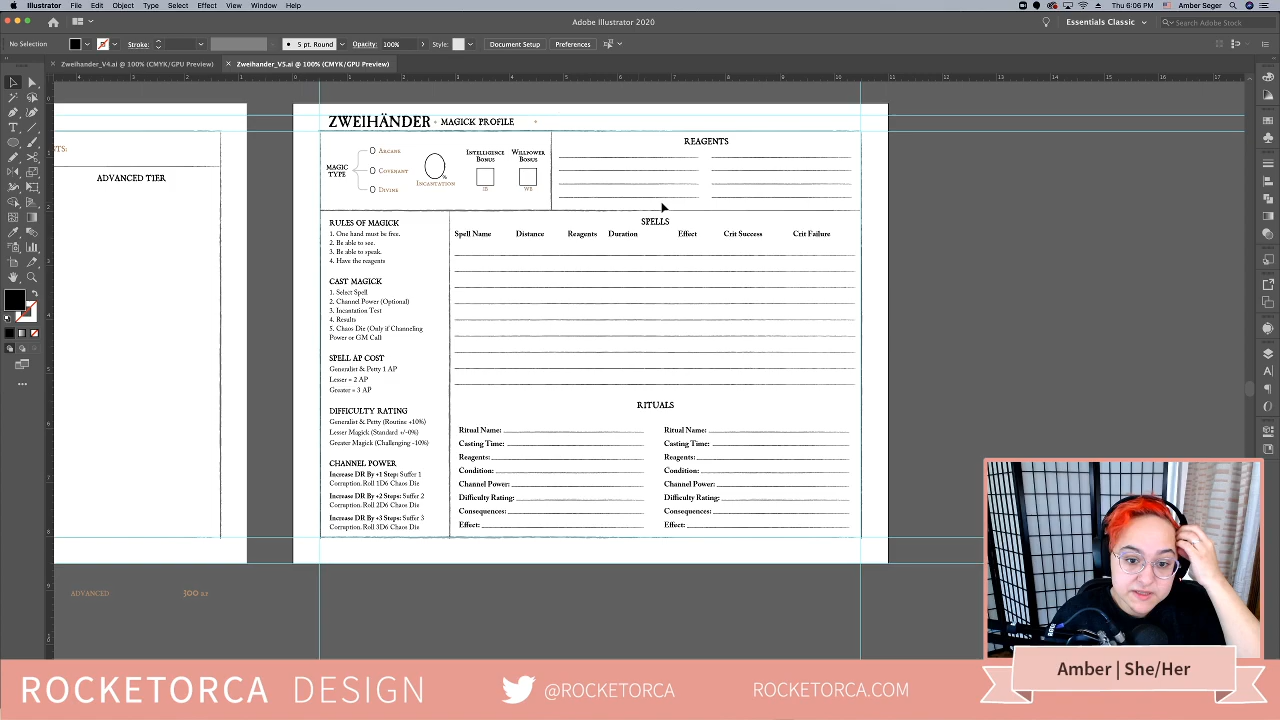 Illustrator File Edit Object Type Select Effect View Window Help
Thu 6:06 PM Amber Seger
Adobe Illustrator 2020
Essentials Classic
Search Adobe Stock
No Selection
Stroke:
5 pt. Round
Opacity: 100%
Style:
Document Setup
Preferences
Zweihander_V4.ai @ 100% (CMYK/GPU Preview)
Zweihander_V5.ai @ 100% (CMYK/GPU Preview)
TS:
ADVANCED TIER
ADVANCED
300
ZWEIHÄNDER
MAGICK PROFILE
MAGIC
TYPE
Arcane
Covenant
Divine
%
Incantation
Intelligence
Bonus
IB
Willpower
Bonus
WB
REAGENTS
RULES OF MAGICK
1. One hand must be free.
2. Be able to see.
3. Be able to speak.
4. Have the reagents
CAST MAGICK
1. Select Spell
2. Channel Power (Optional)
3. Incantation Test
4. Results
5. Chaos Die (Only if Channeling
Power or GM Call
SPELL AP COST
Generalist & Petty 1 AP
Lesser = 2 AP
Greater = 3 AP
DIFFICULTY RATING
Generalist & Petty (Routine +10%)
Lesser Magick (Standard +/-0%)
Greater Magick (Challenging -10%)
CHANNEL POWER
Increase DR By +1 Step: Suffer 1
Corruption. Roll 1D6 Chaos Die
Increase DR By +2 Steps: Suffer 2
Corruption. Roll 2D6 Chaos Die
Increase DR By +3 Steps: Suffer 3
Corruption. Roll 3D6 Chaos Die
SPELLS
Spell Name Distance Reagents Duration Effect Crit Success Crit Failure
RITUALS
Ritual Name:
Casting Time:
Reagents:
Condition:
Channel Power:
Difficulty Rating:
Consequences:
Effect:
Ritual Name:
Casting Time:
Reagents:
Condition:
Channel Power:
Difficulty Rating:
Consequences:
Effect:
Amber | She/Her
ROCKETORCA DESIGN
@ROCKETORCA
ROCKETORCA.COM